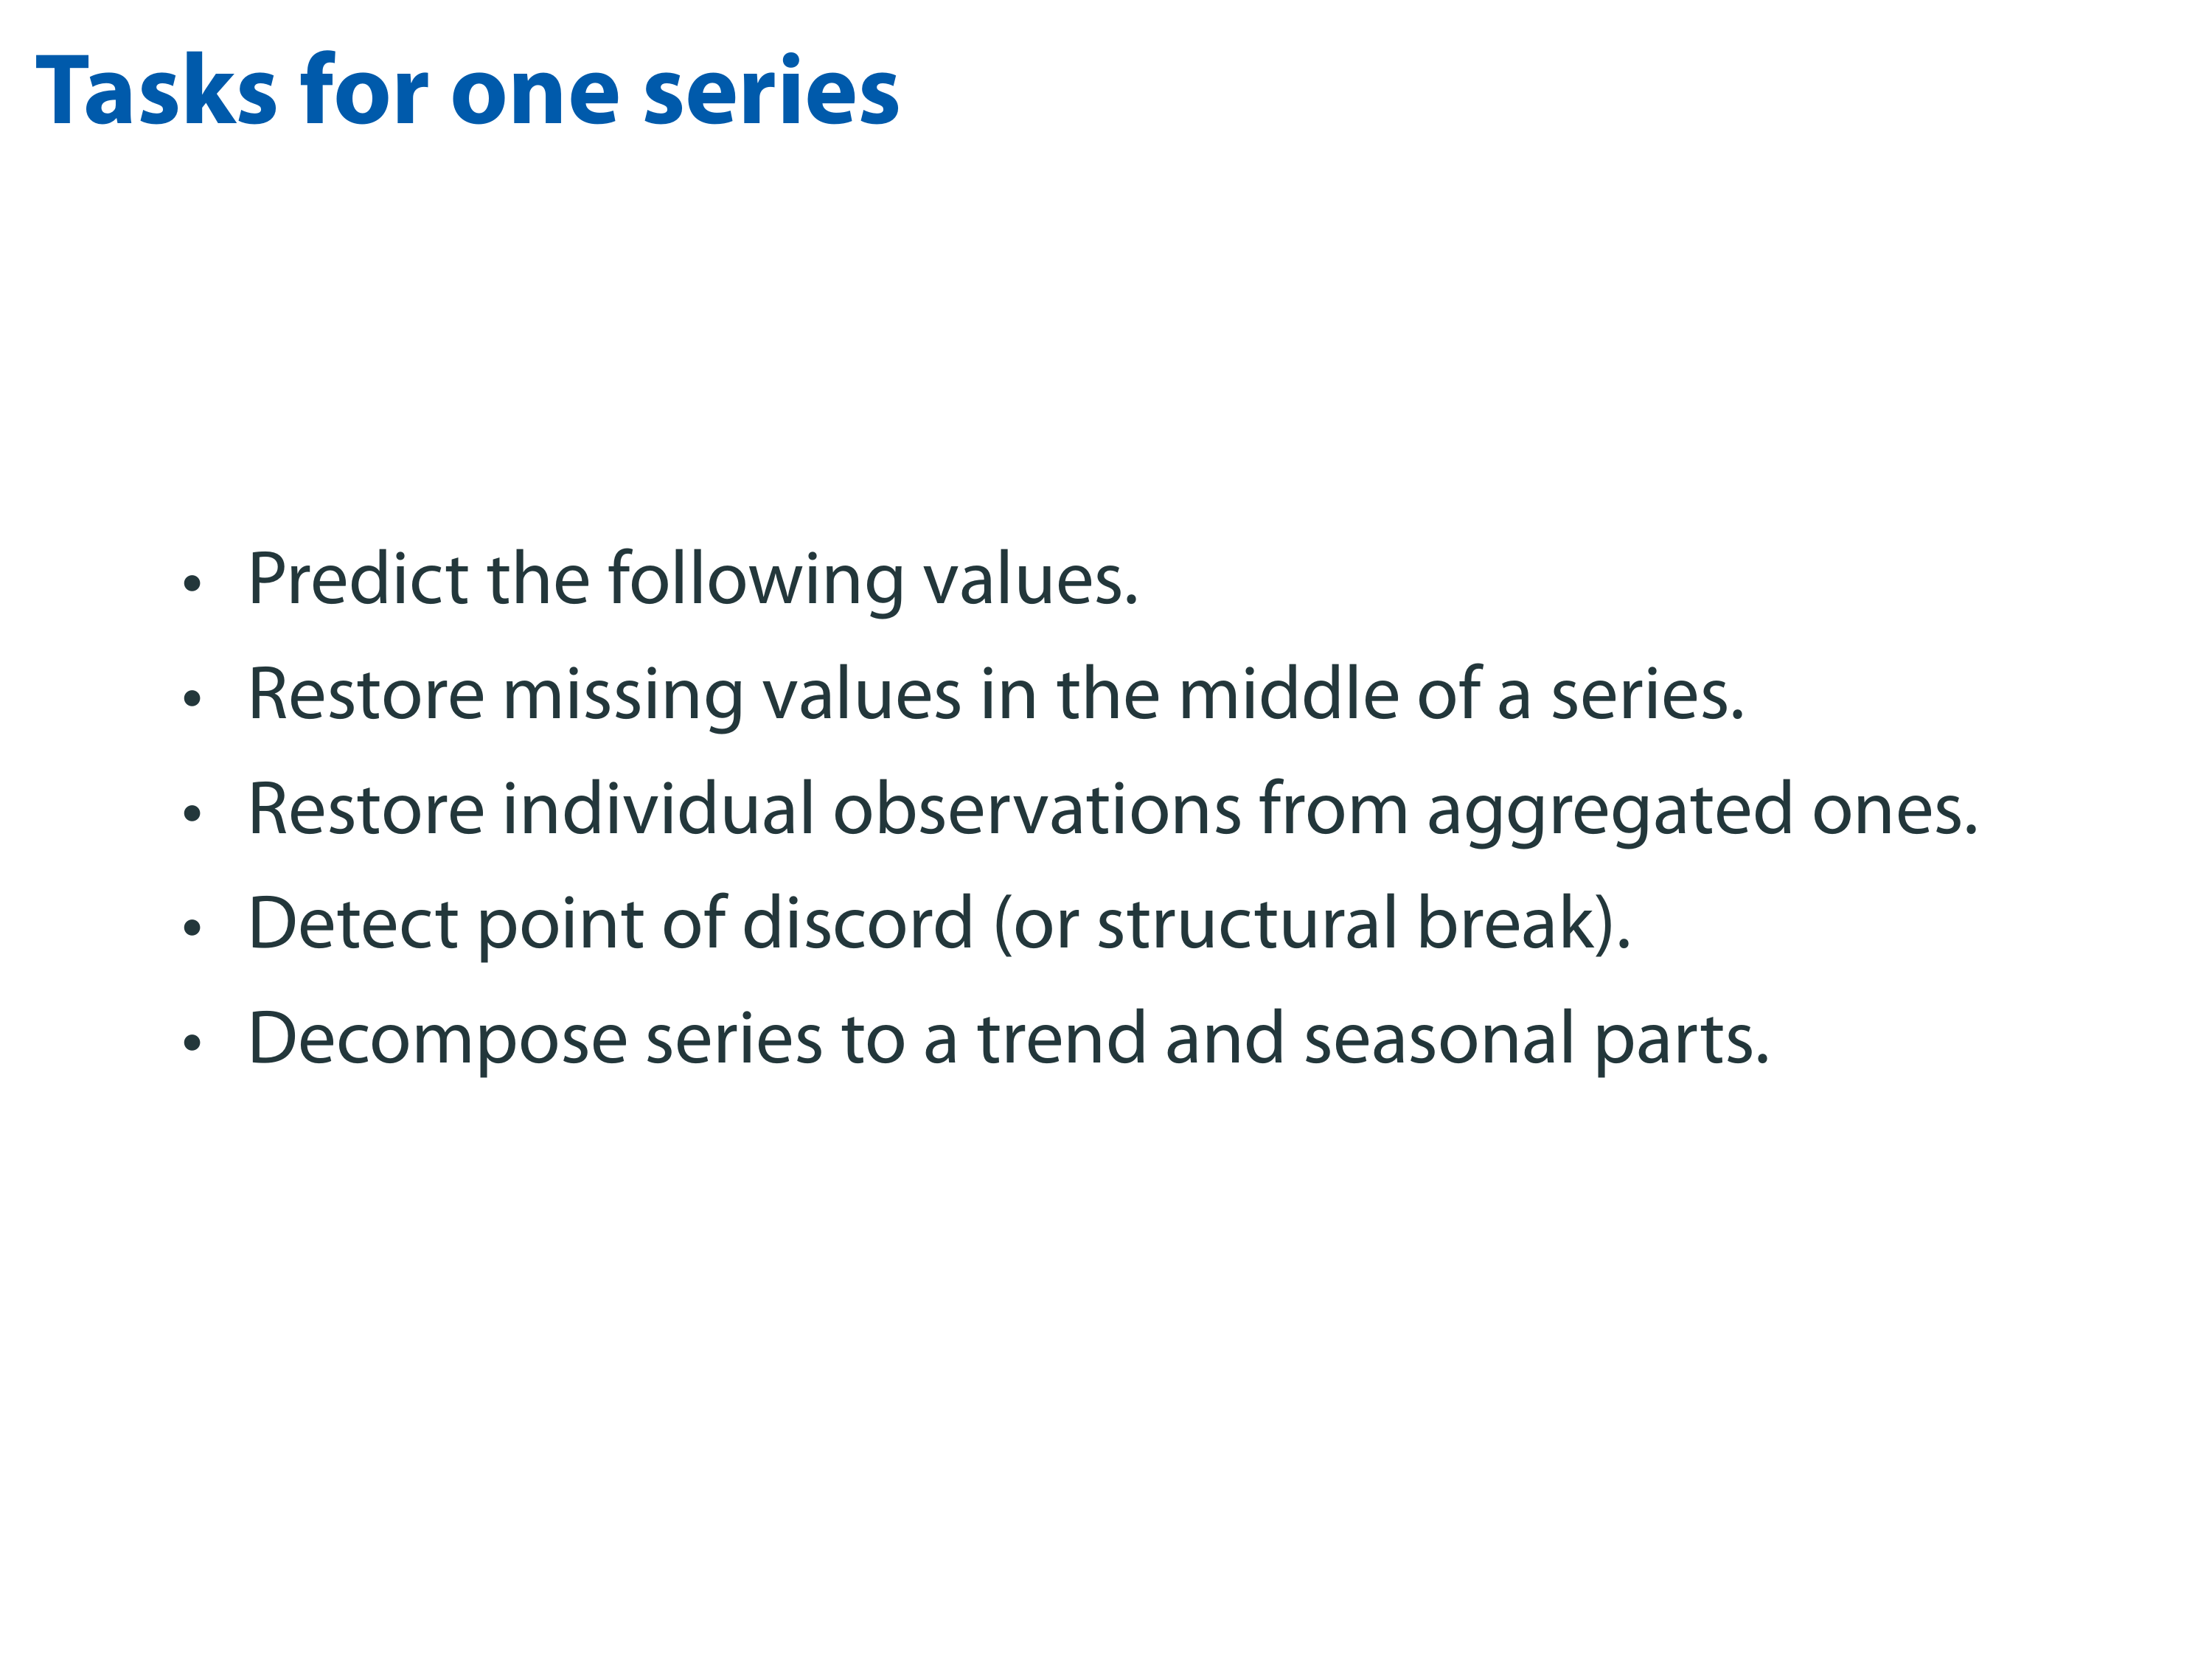 Tasks for one series
• Predict the following values.
• Restore missing values in the middle of a series.
• Restore individual observations from aggregated ones.
• Detect point of discord (or structural break).
• Decompose series to a trend and seasonal parts.